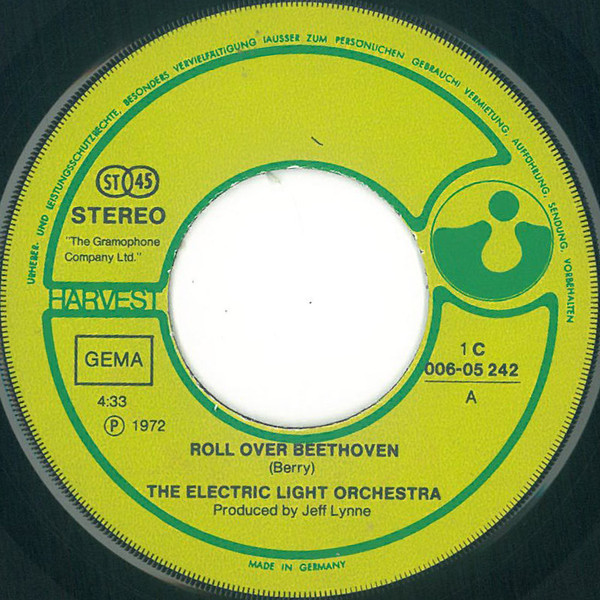 URHEBER- UND LEISTUNGSSCHUTZRECHTE, BESONDERS VERVIELFÄLTIGUNG (AUSSER ZUM PERSÖNLICHEN GEBRAUCH) VERMIETUNG, AUFFÜHRUNG, SENDUNG, VORBEHALTEN
ST 45
STEREO
"The Gramophone
Company Ltd."
HARVEST
GEMA
4:33
Ⓟ 1972
1 C
006-05 242
A
ROLL OVER BEETHOVEN
(Berry)
THE ELECTRIC LIGHT ORCHESTRA
Produced by Jeff Lynne
MADE IN GERMANY